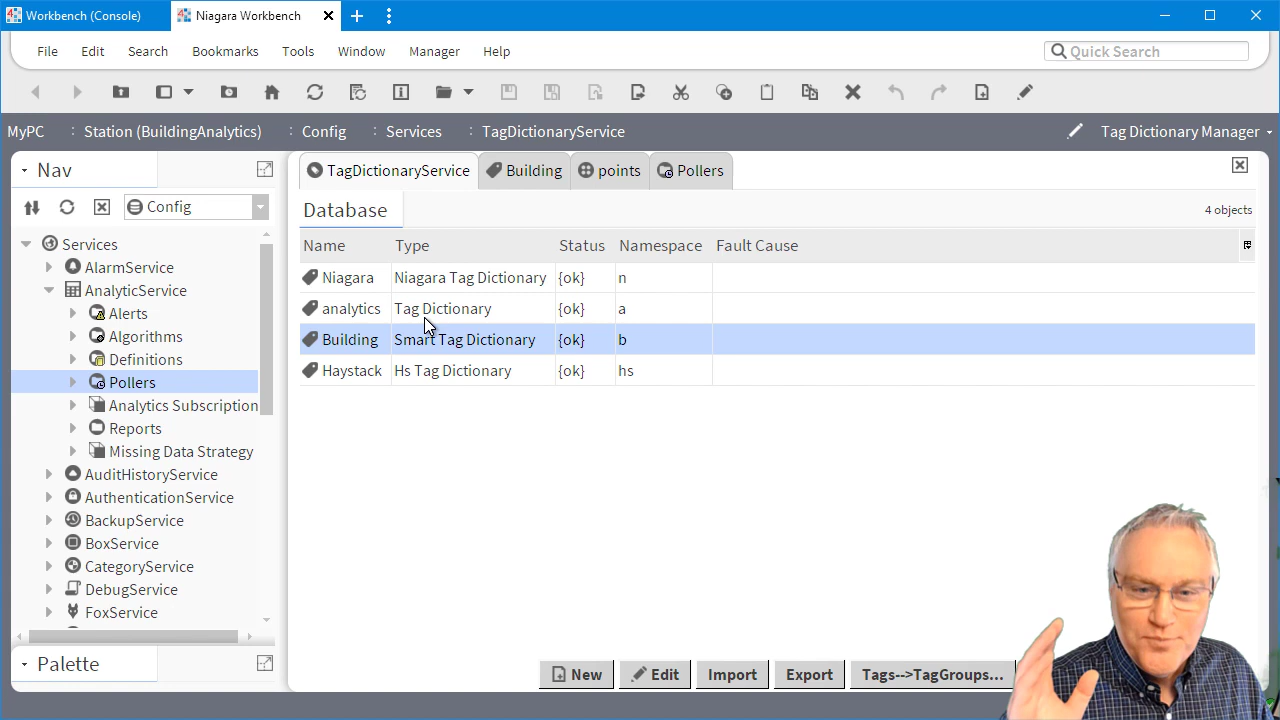 Workbench (Console)
Niagara Workbench
File Edit Search Bookmarks Tools Window Manager Help
Quick Search
MyPC : Station (BuildingAnalytics) : Config : Services : TagDictionaryService
Tag Dictionary Manager
Nav
Config
Services
AlarmService
AnalyticService
Alerts
Algorithms
Definitions
Pollers
Analytics Subscription
Reports
Missing Data Strategy
AuditHistoryService
AuthenticationService
BackupService
BoxService
CategoryService
DebugService
FoxService
Palette
TagDictionaryService Building points Pollers
Database
4 objects
Name Type Status Namespace Fault Cause
Niagara Niagara Tag Dictionary {ok} n
analytics Tag Dictionary {ok} a
Building Smart Tag Dictionary {ok} b
Haystack Hs Tag Dictionary {ok} hs
New Edit Import Export Tags-->TagGroups...